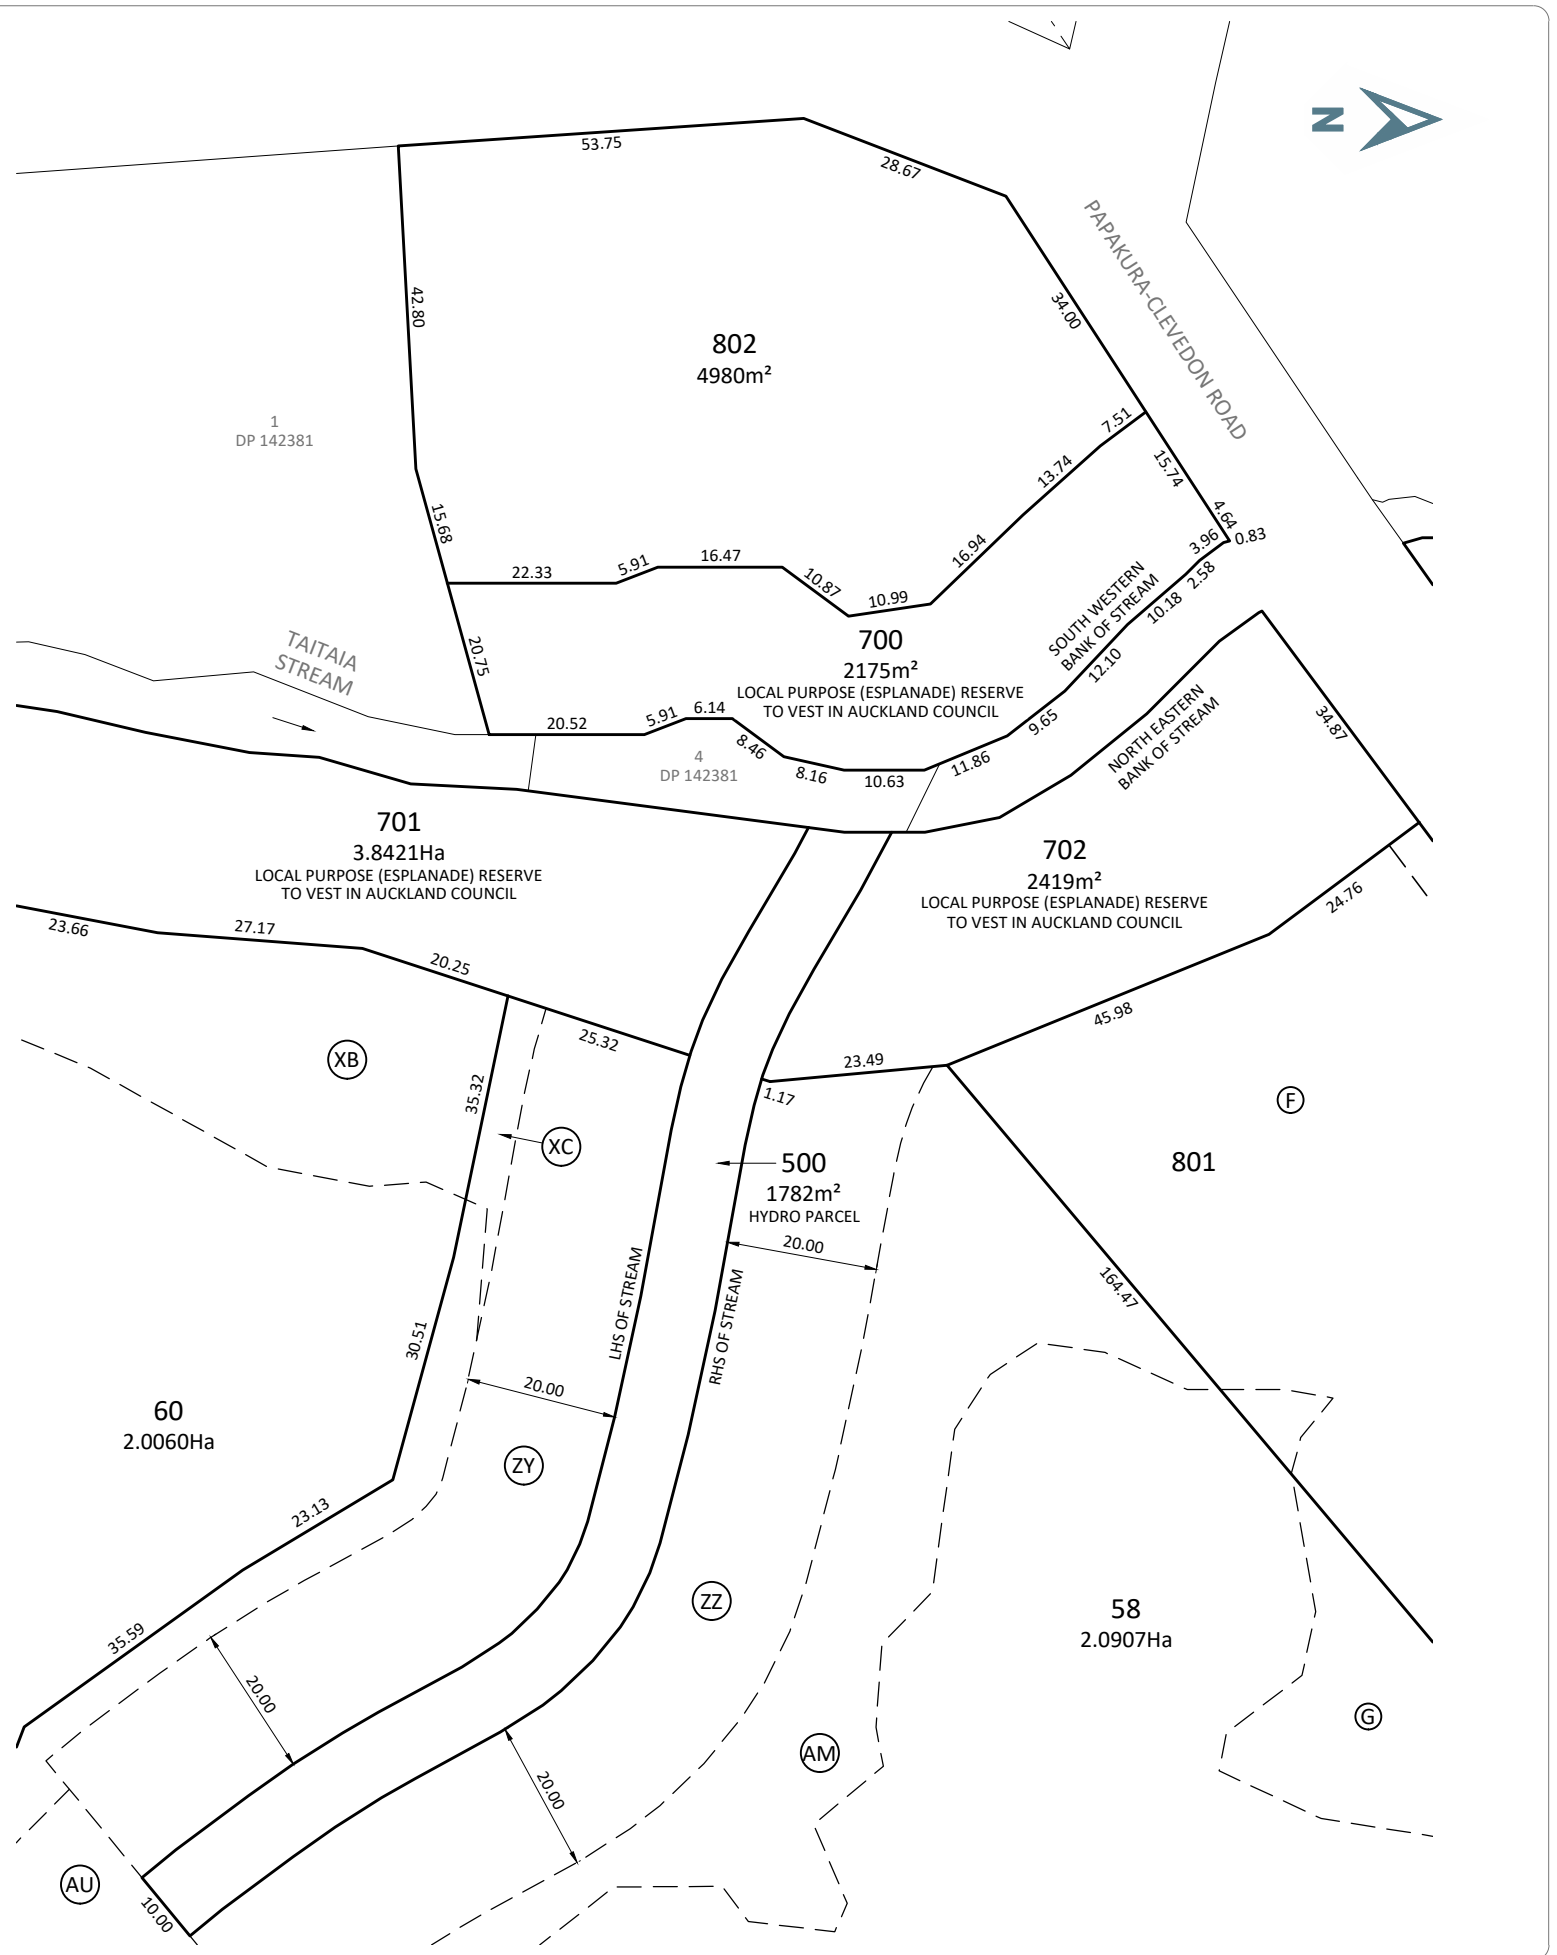 N
53.75
28.67
PAPAKURA-CLEVEDON ROAD
42.80
34.00
802
4980m²
1
DP 142381
7.51
13.74
15.74
15.68
4.64
0.83
3.96
2.58
22.33
5.91
16.47
10.87
10.99
16.94
SOUTH WESTERN
BANK OF STREAM
10.18
12.10
TAITAIA
STREAM
20.75
700
2175m²
LOCAL PURPOSE (ESPLANADE) RESERVE
TO VEST IN AUCKLAND COUNCIL
20.52
5.91
6.14
8.46
8.16
10.63
11.86
9.65
4
DP 142381
NORTH EASTERN
BANK OF STREAM
34.87
701
3.8421Ha
LOCAL PURPOSE (ESPLANADE) RESERVE
TO VEST IN AUCKLAND COUNCIL
702
2419m²
LOCAL PURPOSE (ESPLANADE) RESERVE
TO VEST IN AUCKLAND COUNCIL
23.66
27.17
20.25
25.32
24.76
45.98
23.49
1.17
XB
35.32
XC
F
801
500
1782m²
HYDRO PARCEL
20.00
LHS OF STREAM
RHS OF STREAM
164.47
30.51
20.00
60
2.0060Ha
ZY
23.13
ZZ
58
2.0907Ha
35.59
20.00
G
AM
20.00
AU
10.00